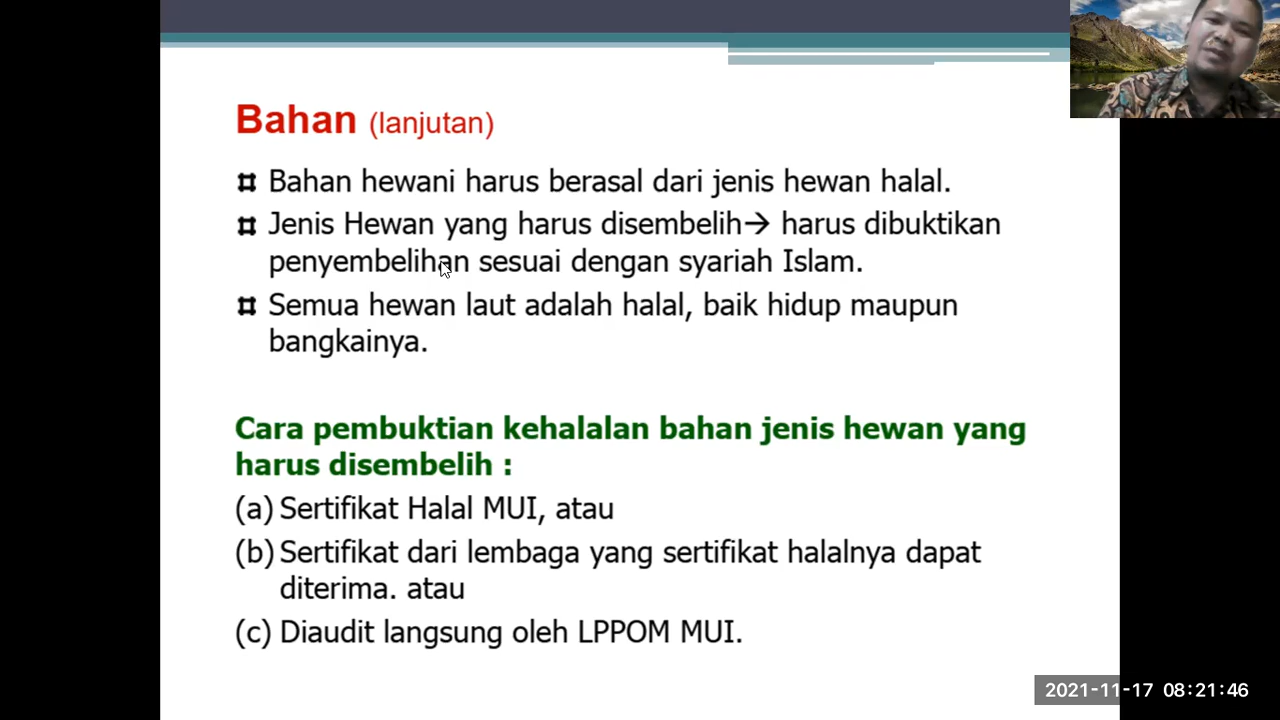 Bahan (lanjutan)
Bahan hewani harus berasal dari jenis hewan halal.
Jenis Hewan yang harus disembelih→ harus dibuktikan
penyembelihan sesuai dengan syariah Islam.
Semua hewan laut adalah halal, baik hidup maupun
bangkainya.
Cara pembuktian kehalalan bahan jenis hewan yang
harus disembelih :
(a) Sertifikat Halal MUI, atau
(b) Sertifikat dari lembaga yang sertifikat halalnya dapat
diterima. atau
(c) Diaudit langsung oleh LPPOM MUI.
2021-11-17 08:21:46